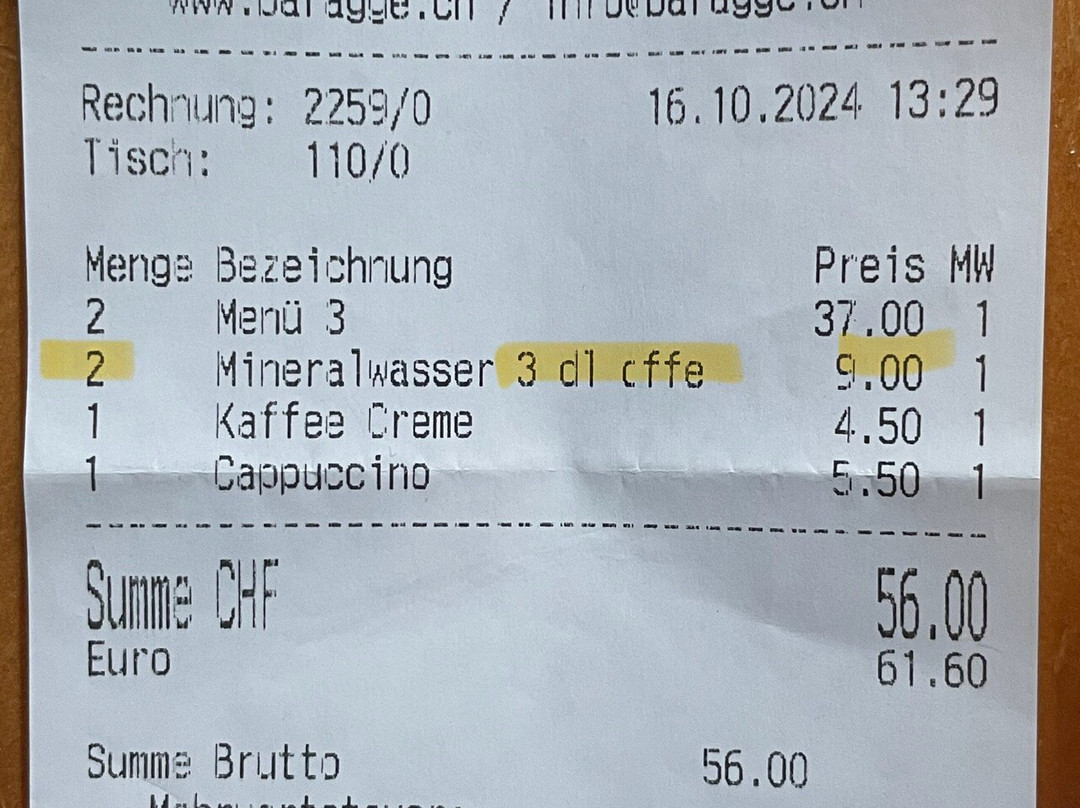 Rechnung: 2259/0 16.10.2024 13:29
Tisch: 110/0
Menge Bezeichnung Preis MW
2 Menü 3 37.00 1
2 Mineralwasser 3 dl offe 9.00 1
1 Kaffee Creme 4.50 1
1 Cappuccino 5.50 1
Summe CHF 56.00
Euro 61.60
Summe Brutto 56.00